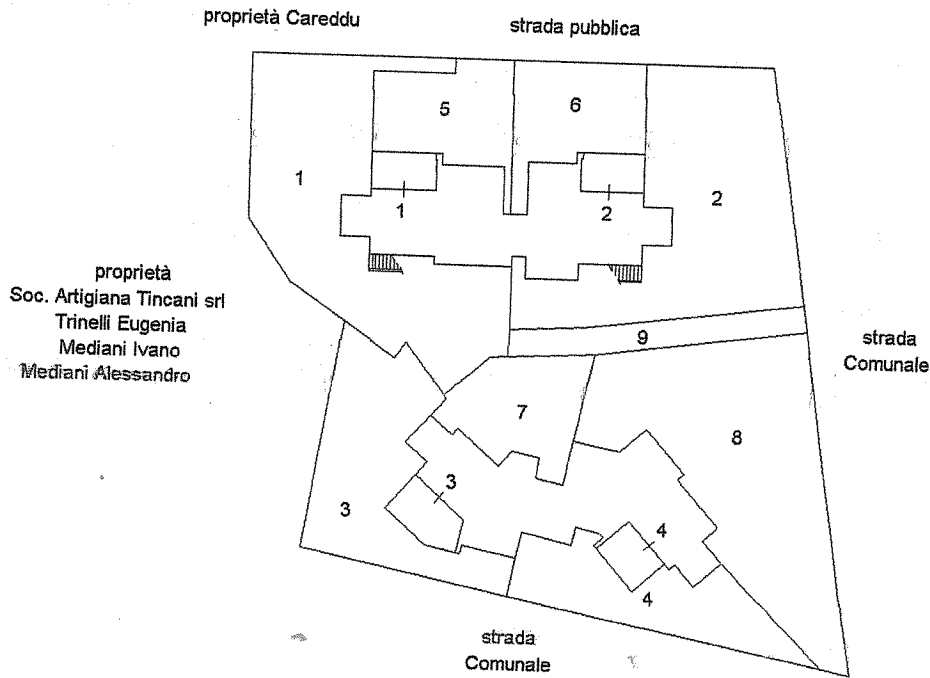 proprietà Careddu
strada pubblica
5
6
1
2
1
2
proprietà
Soc. Artigiana Tincani srl
Trinelli Eugenia
Mediani Ivano
Mediani Alessandro
9
strada
Comunale
7
8
3
3
4
4
strada
Comunale